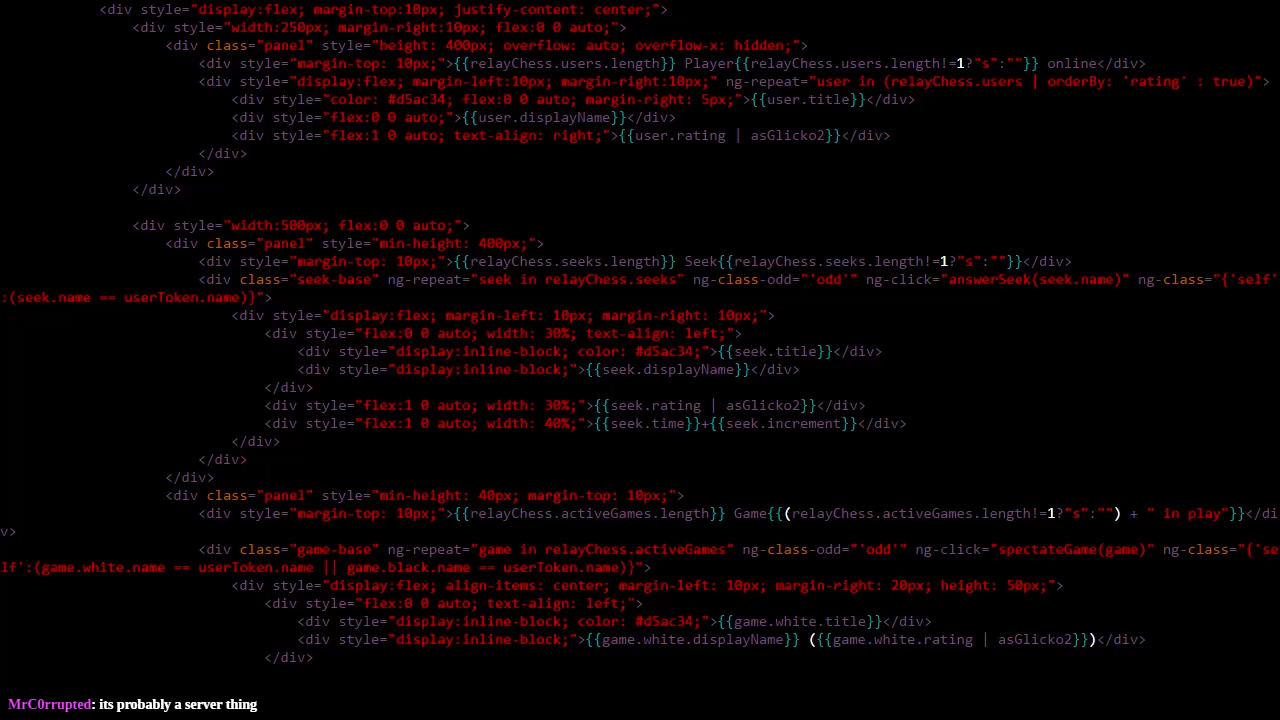 <div style="display:flex; margin-top:10px; justify-content: center;">
<div style="width:250px; margin-right:10px; flex:0 0 auto;">
<div class="panel" style="height: 400px; overflow: auto; overflow-x: hidden;">
<div style="margin-top: 10px;">{{relayChess.users.length}} Player{{relayChess.users.length!=1?"s":""}} online</div>
<div style="display:flex; margin-left:10px; margin-right:10px;" ng-repeat="user in (relayChess.users | orderBy: 'rating' : true)">
<div style="color: #d5ac34; flex:0 0 auto; margin-right: 5px;">{{user.title}}</div>
<div style="flex:0 0 auto;">{{user.displayName}}</div>
<div style="flex:1 0 auto; text-align: right;">{{user.rating | asGlicko2}}</div>
</div>
</div>
</div>
<div style="width:500px; flex:0 0 auto;">
<div class="panel" style="min-height: 400px;">
<div style="margin-top: 10px;">{{relayChess.seeks.length}} Seek{{relayChess.seeks.length!=1?"s":""}}</div>
<div class="seek-base" ng-repeat="seek in relayChess.seeks" ng-class-odd="'odd'" ng-click="answerSeek(seek.name)" ng-class="{'self'
:(seek.name == userToken.name)}">
<div style="display:flex; margin-left: 10px; margin-right: 10px;">
<div style="flex:0 0 auto; width: 30%; text-align: left;">
<div style="display:inline-block; color: #d5ac34;">{{seek.title}}</div>
<div style="display:inline-block;">{{seek.displayName}}</div>
</div>
<div style="flex:1 0 auto; width: 30%;">{{seek.rating | asGlicko2}}</div>
<div style="flex:1 0 auto; width: 40%;">{{seek.time}}+{{seek.increment}}</div>
</div>
</div>
</div>
<div class="panel" style="min-height: 40px; margin-top: 10px;">
<div style="margin-top: 10px;">{{relayChess.activeGames.length}} Game{{(relayChess.activeGames.length!=1?"s":"") + " in play"}}</di
v>
<div class="game-base" ng-repeat="game in relayChess.activeGames" ng-class-odd="'odd'" ng-click="spectateGame(game)" ng-class="{'se
lf':(game.white.name == userToken.name || game.black.name == userToken.name)}">
<div style="display:flex; align-items: center; margin-left: 10px; margin-right: 20px; height: 50px;">
<div style="flex:0 0 auto; text-align: left;">
<div style="display:inline-block; color: #d5ac34;">{{game.white.title}}</div>
<div style="display:inline-block;">{{game.white.displayName}} ({{game.white.rating | asGlicko2}})</div>
</div>
MrC0rrupted: its probably a server thing